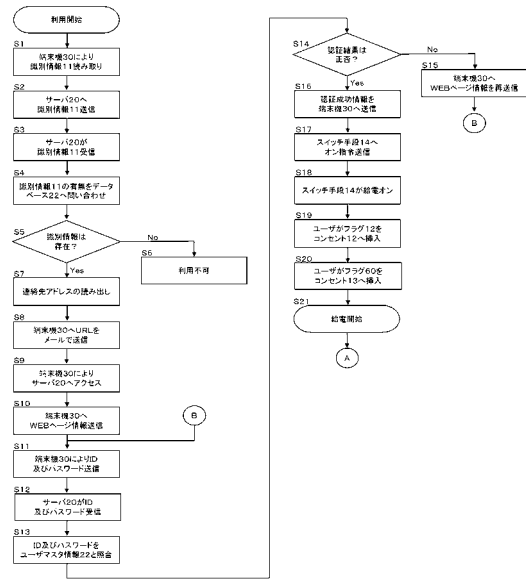 利用開始
S1
端末機30により
識別情報11読み取り
S2
サーバ20へ
識別情報11送信
S3
サーバ20が
識別情報11受信
S4
識別情報11の有無をデータ
ベース22へ問い合わせ
S5
識別情報は
存在?
No
Yes
S6
利用不可
S7
連絡先アドレスの読み出し
S8
端末機30へURLを
メールで送信
S9
端末機30により
サーバ20へアクセス
S10
端末機30へ
WEBページ情報送信
B
S11
端末機30によりID
及びパスワード送信
S12
サーバ20がID
及びパスワード受信
S13
ID及びパスワードを
ユーザマスタ情報22と照合
S14
認証結果は
正否?
No
Yes
S15
端末機30へ
WEBページ情報を再送信
B
S16
認証成功情報を
端末機30へ送信
S17
スイッチ手段14へ
オン指令送信
S18
スイッチ手段14が給電オン
S19
ユーザがフラグ12を
コンセント12へ挿入
S20
ユーザがフラグ60を
コンセント13へ挿入
S21
給電開始
A